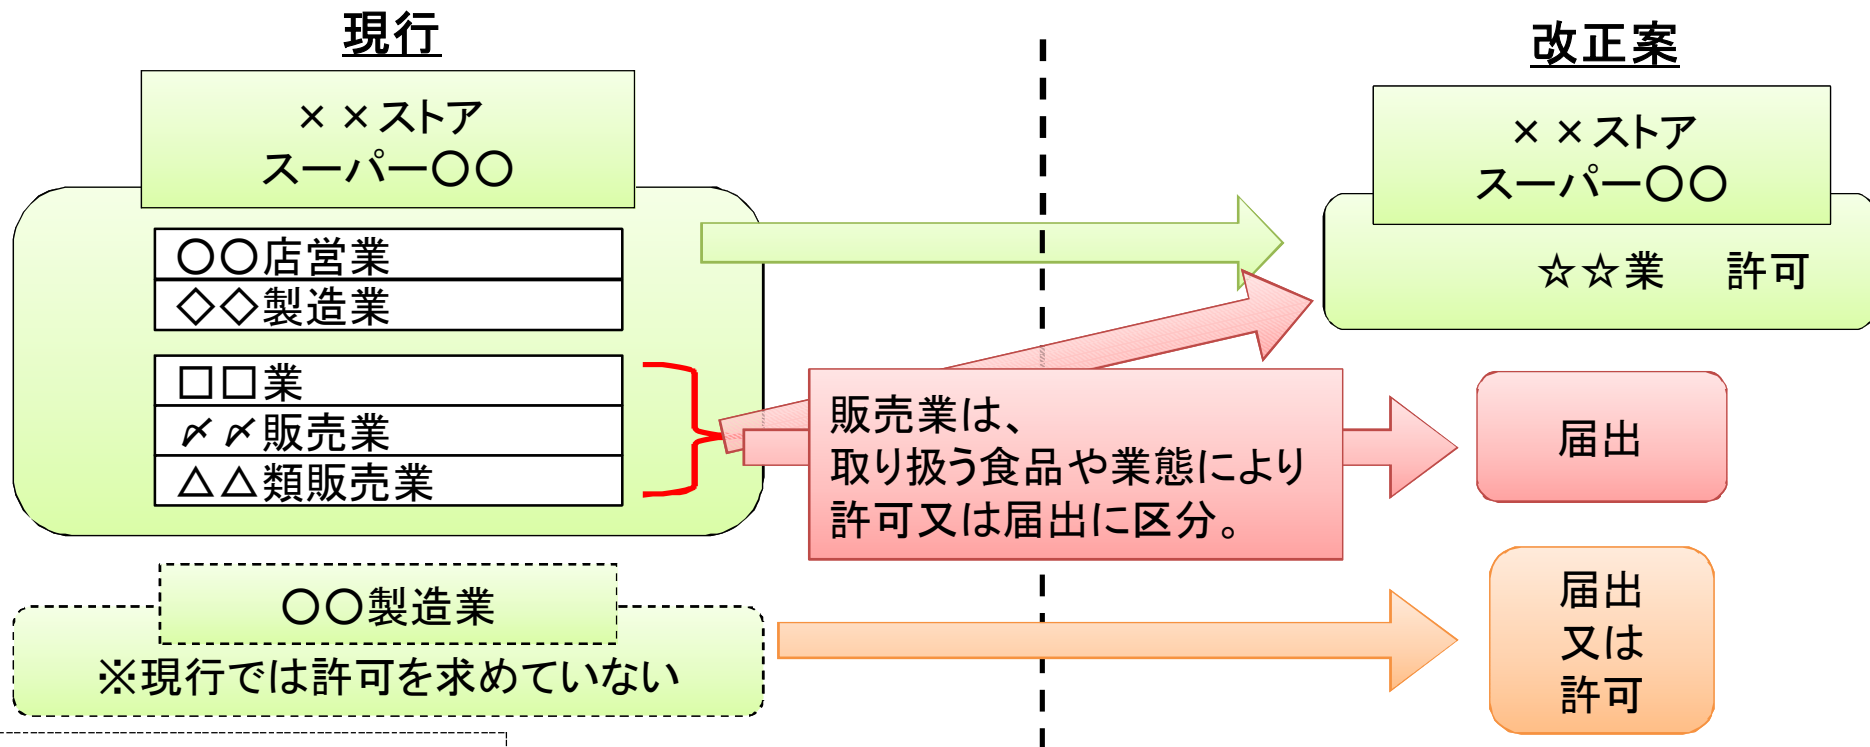 現行
××ストア
スーパー〇〇
〇〇店営業
◇◇製造業
□□業
〆〆販売業
△△類販売業
〇〇製造業
※現行では許可を求めていない
販売業は、
取り扱う食品や業態により
許可又は届出に区分。
改正案
××ストア
スーパー〇〇
☆☆業　許可
届出
届出
又は
許可